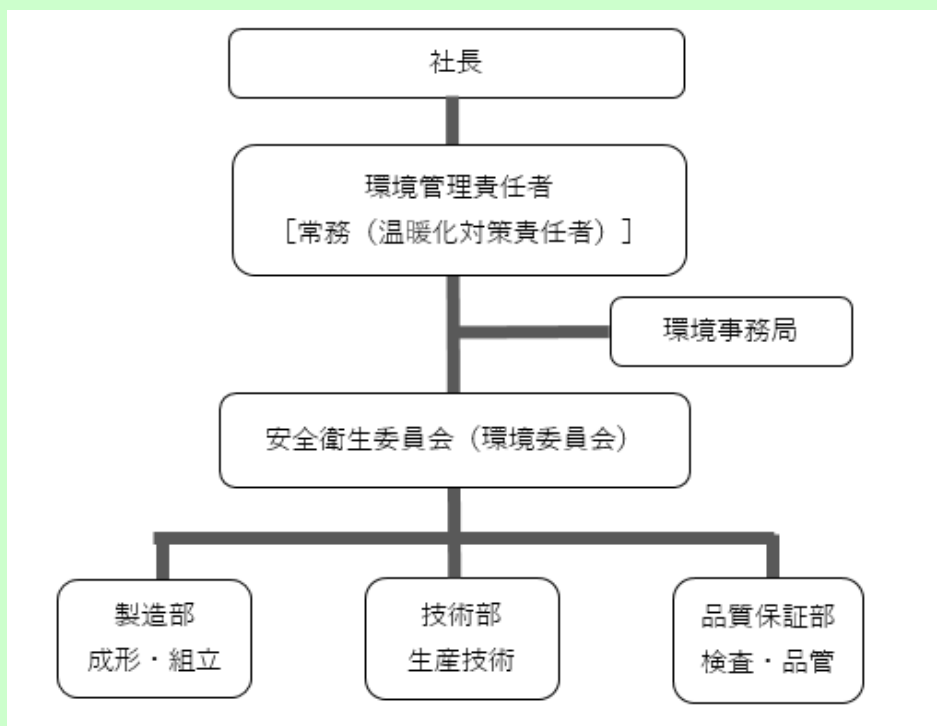 社長
環境管理責任者
［常務（温暖化対策責任者）］
環境事務局
安全衛生委員会（環境委員会）
製造部
成形・組立
技術部
生産技術
品質保証部
検査・品管